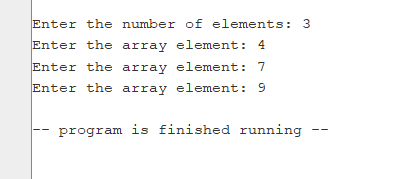 Enter the number of elements: 3
Enter the array element: 4
Enter the array element: 7
Enter the array element: 9
-- program is finished running --